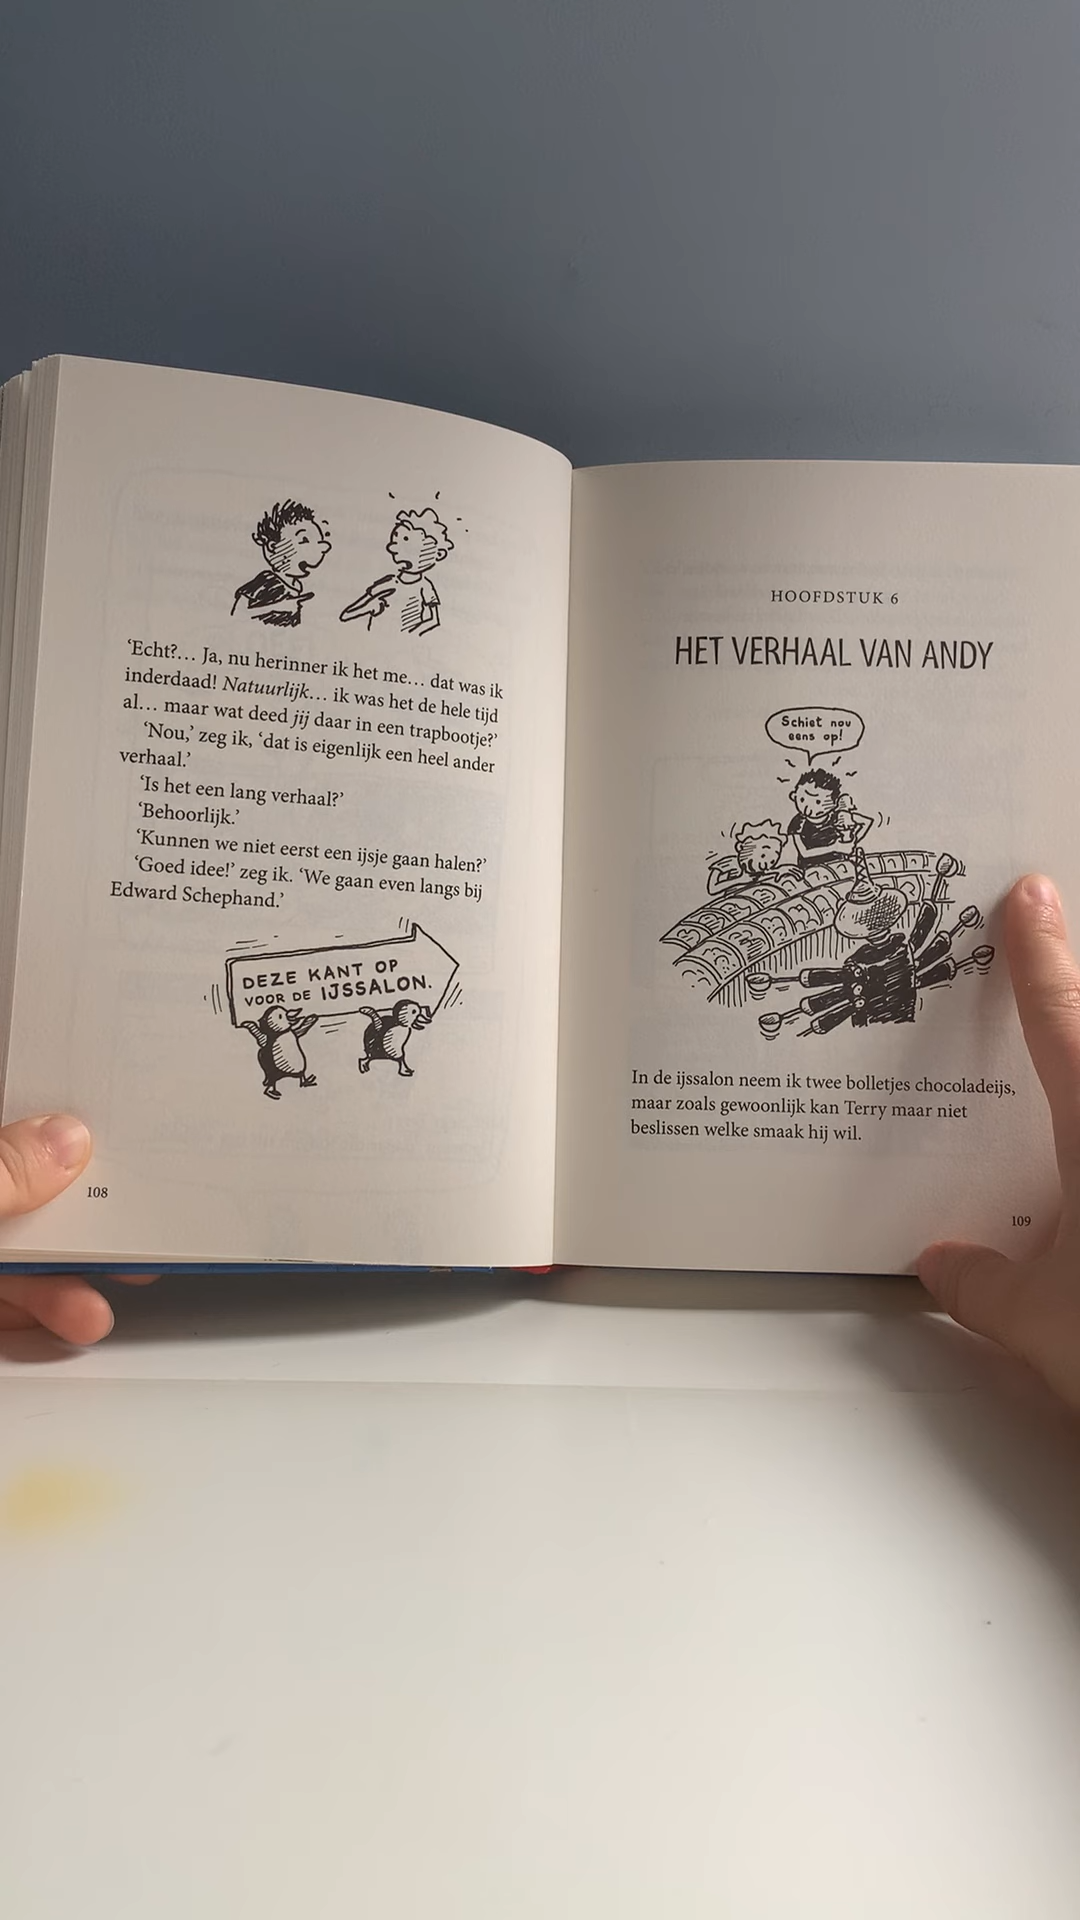 ‘Echt?… Ja, nu herinner ik het me… dat was ik
inderdaad! Natuurlijk… ik was het de hele tijd
al… maar wat deed jij daar in een trapbootje?’
‘Nou,’ zeg ik, ‘dat is eigenlijk een heel ander
verhaal.’
‘Is het een lang verhaal?’
‘Behoorlijk.’
‘Kunnen we niet eerst een ijsje gaan halen?’
‘Goed idee!’ zeg ik. ‘We gaan even langs bij
Edward Schephand.’
DEZE KANT OP
VOOR DE IJSSALON.
108
HOOFDSTUK 6
HET VERHAAL VAN ANDY
Schiet nou
eens op!
In de ijssalon neem ik twee bolletjes chocoladeijs,
maar zoals gewoonlijk kan Terry maar niet
beslissen welke smaak hij wil.
109